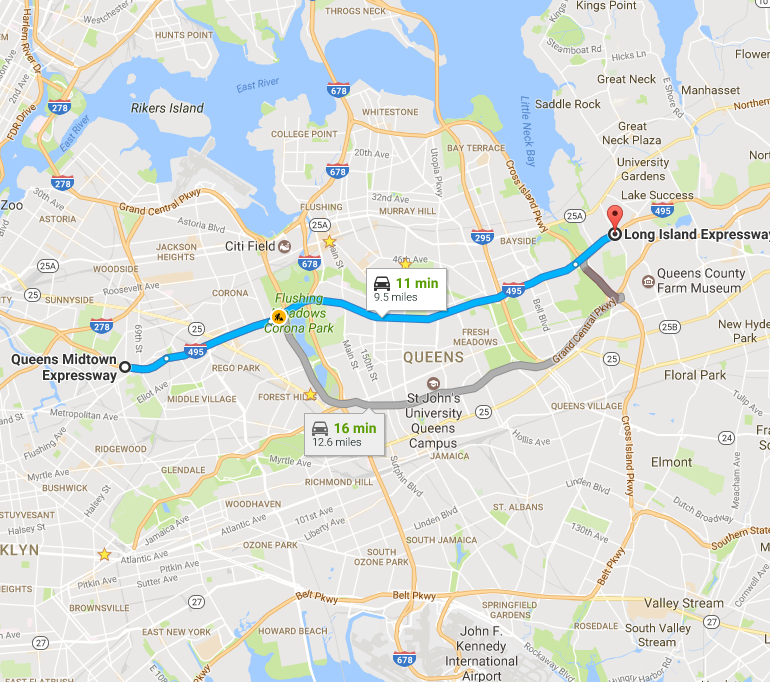 Kings Point
THROGS NECK
Harlem River Dr
HUNTS POINT
Steamboat Rd
Hicks Ln
Flower
278
East River
678
Great Neck
E Shore Rd
Manhasset
2nd Ave
278
Rikers Island
WHITESTONE
Saddle Rock
Northern
FDR Drive
East River
COLLEGE POINT
Little Neck Bay
Great
Neck Plaza
20th Ave
Utopia Pkwy
BAY TERRACE
University
Gardens
278
678
Cross Island Pkwy
Zoo
30th Ave
Grand Central Pkwy
32nd Ave
Lake Success
ASTORIA
Astoria Blvd
FLUSHING
MURRAY HILL
25A
495
25A
Citi Field
Main St
295
BAYSIDE
Long Island Expressway
JACKSON
HEIGHTS
25A
WOODSIDE
678
46th Ave
Roosevelt Ave
11 min
9.5 miles
495
Queens County
Farm Museum
SUNNYSIDE
CORONA
Flushing
Meadows
Corona Park
Bell Blvd
278
69th St
25
FRESH
MEADOWS
Grand Central Pkwy
25B
New Hyde
Park
495
Main St
150th St
QUEENS
Queens Midtown
Expressway
REGO PARK
25
Floral Park
Eliot Ave
MIDDLE VILLAGE
FOREST HILLS
St John's
University
Queens
Campus
25
QUEENS VILLAGE
Metropolitan Ave
16 min
12.6 miles
Cross Island Pkwy
24
Flushing Ave
RIDGEWOOD
Hollis Ave
JAMAICA
Myrtle Ave
GLENDALE
Elmont
BUSHWICK
RICHMOND HILL
Sutphin Blvd
Linden Blvd
Meacham Ave
WOODHAVEN
ST. ALBANS
Dutch Broadway
STUYVESANT
Halsey St
Halsey St
101st Ave
Linden Blvd
Jamaica Ave
Atlantic Ave
Liberty Ave
130th Ave
Southern State
KLYN
OZONE PARK
SOUTH JAMAICA
Atlantic Ave
SOUTH
OZONE PARK
Belt Pkwy
Pitkin Ave
Pitkin Ave
HEIGHTS
Sutter Ave
27
Belt Pkwy
Belt Pkwy
BROWNSVILLE
SPRINGFIELD
GARDENS
Valley Stream
EAST NEW YORK
HOWARD BEACH
ROSEDALE
27
27
John F.
Kennedy
International
Airport
South Valley
Stream
678
Rockaway Blvd
EAST FLATBUSH